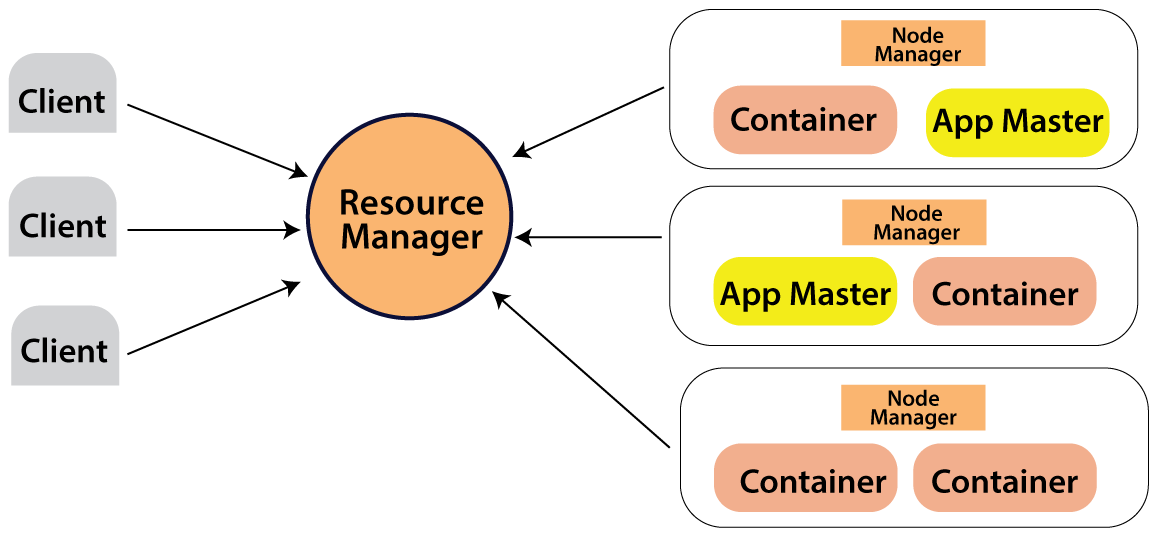 Client
Client
Client
Resource
Manager
Node
Manager
Container
App Master
Node
Manager
App Master
Container
Node
Manager
Container
Container